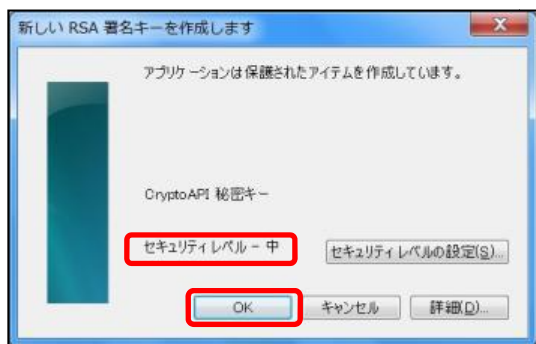 新しい RSA 署名キーを作成します
アプリケーションは保護されたアイテムを作成しています。
CryptoAPI 秘密キー
セキュリティ レベル - 中
セキュリティ レベルの設定(S)...
OK
キャンセル
詳細(D)...